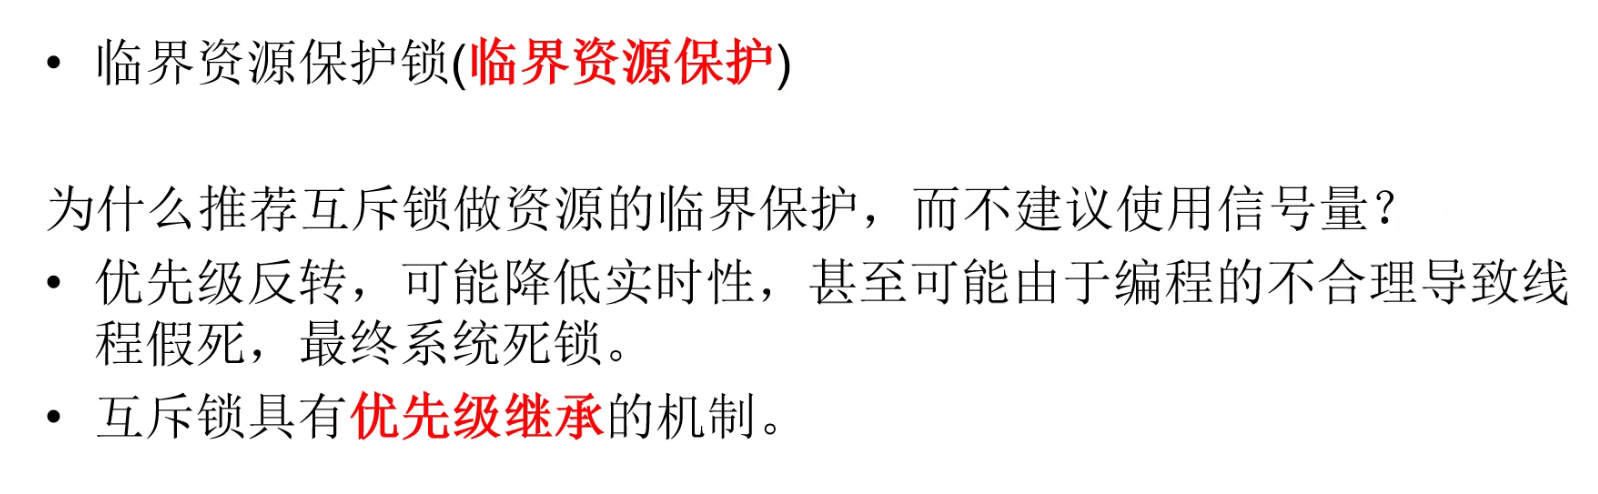 • 临界资源保护锁(临界资源保护)
为什么推荐互斥锁做资源的临界保护，而不建议使用信号量？
• 优先级反转，可能降低实时性，甚至可能由于编程的不合理导致线
程假死，最终系统死锁。
• 互斥锁具有优先级继承的机制。